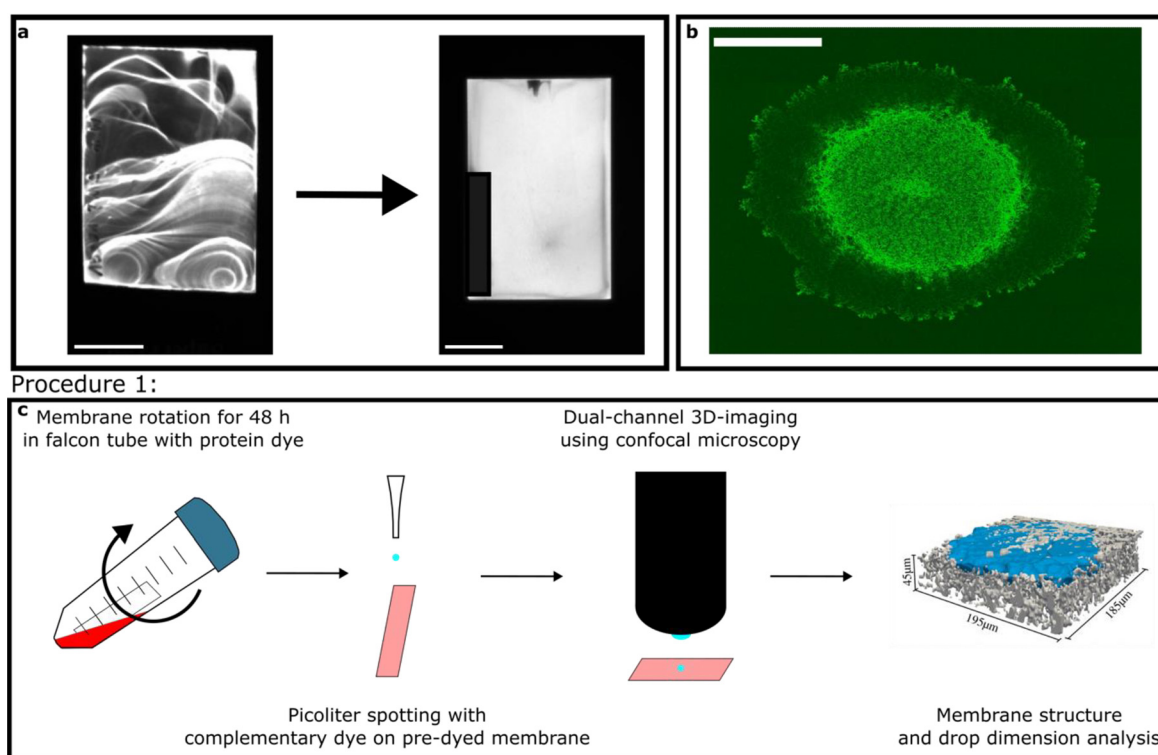 a
b
Procedure 1:
c Membrane rotation for 48 h
in falcon tube with protein dye
Dual-channel 3D-imaging
using confocal microscopy
45µm
195µm
185µm
Picoliter spotting with
complementary dye on pre-dyed membrane
Membrane structure
and drop dimension analysis